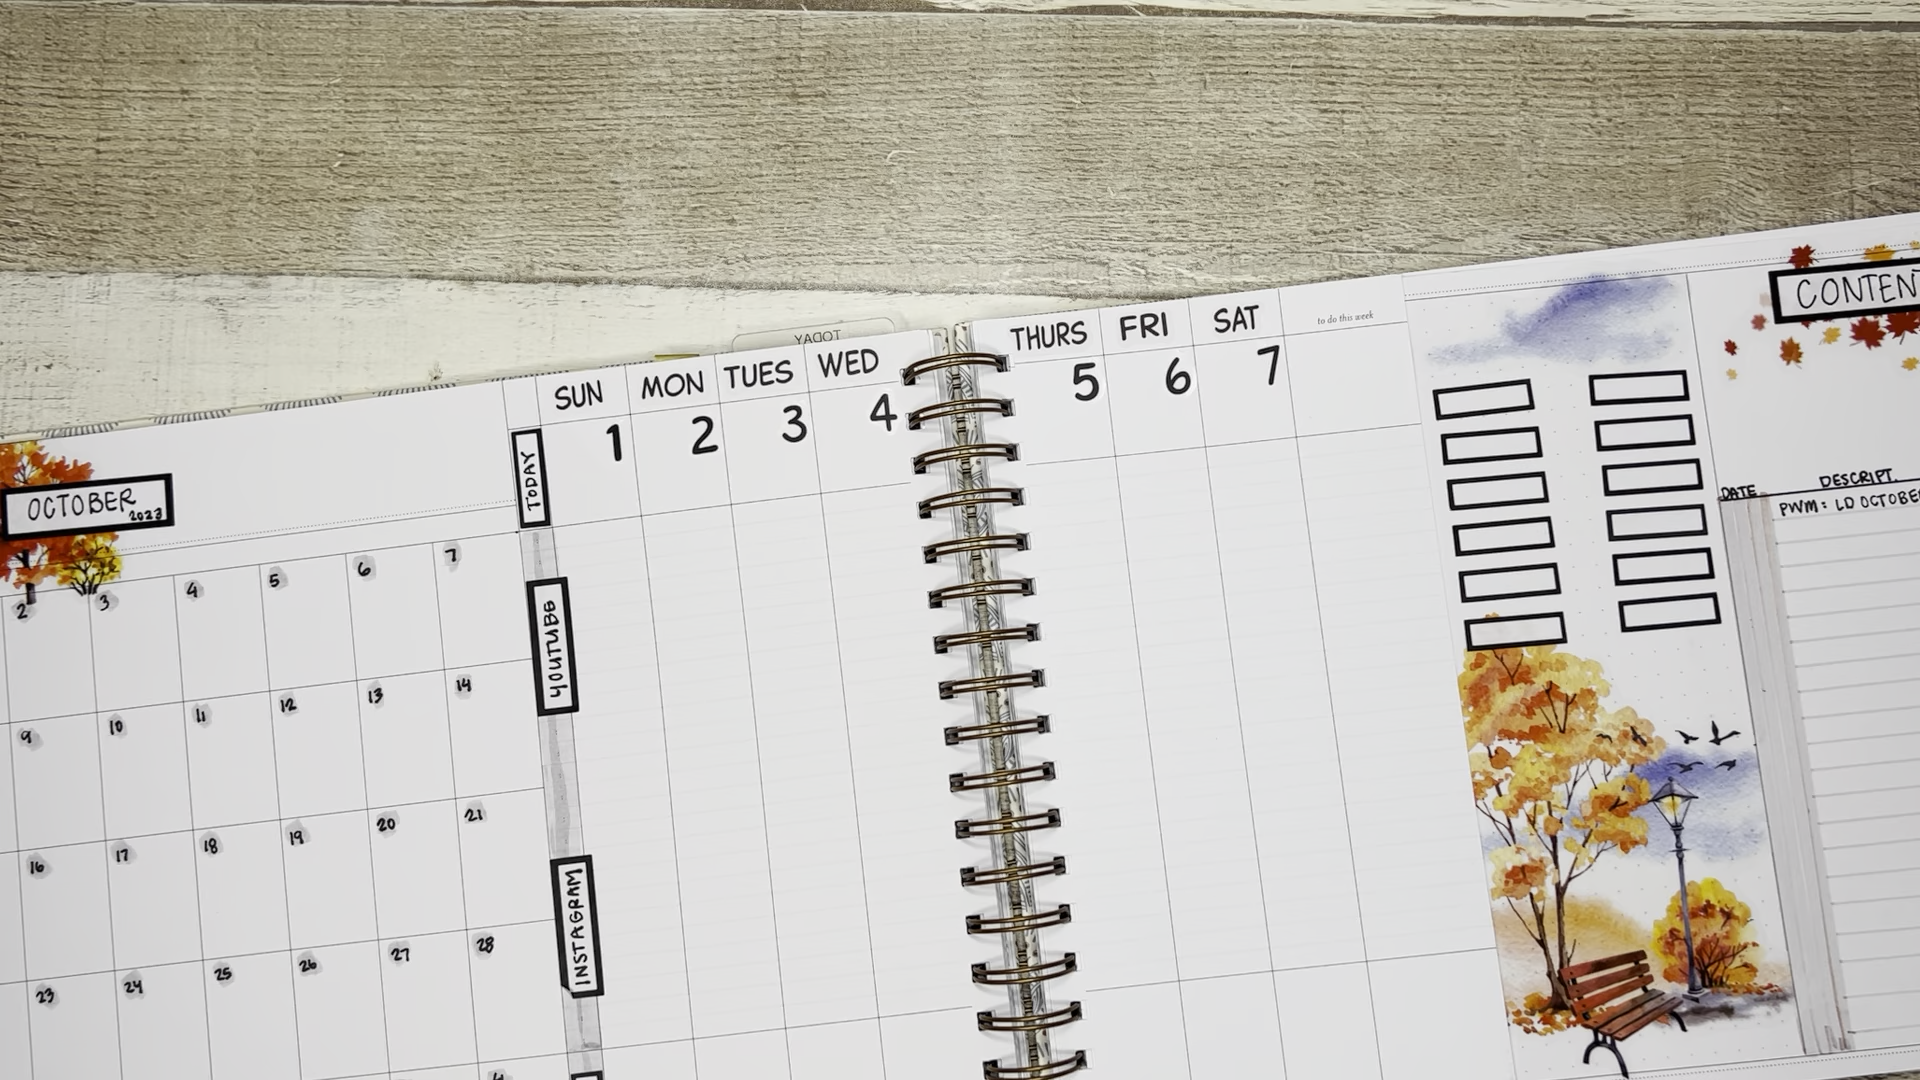 TODAY
OCTOBER
2023
2 3 4 5 6 7
9 10 11 12 13 14
16 17 18 19 20 21
23 24 25 26 27 28
TODAY
YOUTUBE
INSTAGRAM
SUN MON TUES WED
1 2 3 4
THURS FRI SAT
5 6 7
to do this week
CONTENT
DATE DESCRIPT.
PWM: LD OCTOBER